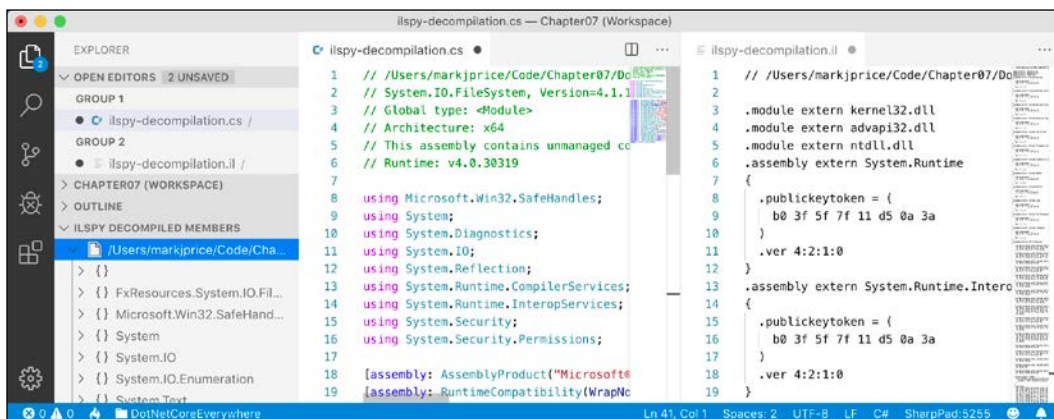 ilspy-decompilation.cs — Chapter07 (Workspace)
EXPLORER
OPEN EDITORS 2 UNSAVED
GROUP 1
ilspy-decompilation.cs /
GROUP 2
ilspy-decompilation.il /
CHAPTER07 (WORKSPACE)
OUTLINE
ILSPY DECOMPILED MEMBERS
/Users/markjprice/Code/Cha...
{}
{} FxResources.System.IO.Fil...
{} Microsoft.Win32.SafeHand...
{} System
{} System.IO
{} System.IO.Enumeration
{} System.Text
ilspy-decompilation.cs
1 // /Users/markjprice/Code/Chapter07/Do
2 // System.IO.FileSystem, Version=4.1.1
3 // Global type: <Module>
4 // Architecture: x64
5 // This assembly contains unmanaged co
6 // Runtime: v4.0.30319
7
8 using Microsoft.Win32.SafeHandles;
9 using System;
10 using System.Diagnostics;
11 using System.IO;
12 using System.Reflection;
13 using System.Runtime.CompilerServices;
14 using System.Runtime.InteropServices;
15 using System.Security;
16 using System.Security.Permissions;
17
18 [assembly: AssemblyProduct("Microsoft®
19 [assembly: RuntimeCompatibility(WrapNo
ilspy-decompilation.il
1 // /Users/markjprice/Code/Chapter07/Do
2
3 .module extern kernel32.dll
4 .module extern advapi32.dll
5 .module extern ntdll.dll
6 .assembly extern System.Runtime
7 {
8 .publickeytoken = (
9 b0 3f 5f 7f 11 d5 0a 3a
10 )
11 .ver 4:2:1:0
12 }
13 .assembly extern System.Runtime.Intero
14 {
15 .publickeytoken = (
16 b0 3f 5f 7f 11 d5 0a 3a
17 )
18 .ver 4:2:1:0
19 }
2
0 0 DotNetCoreEverywhere Ln 41, Col 1 Spaces: 2 UTF-8 LF C# SharpPad:5255